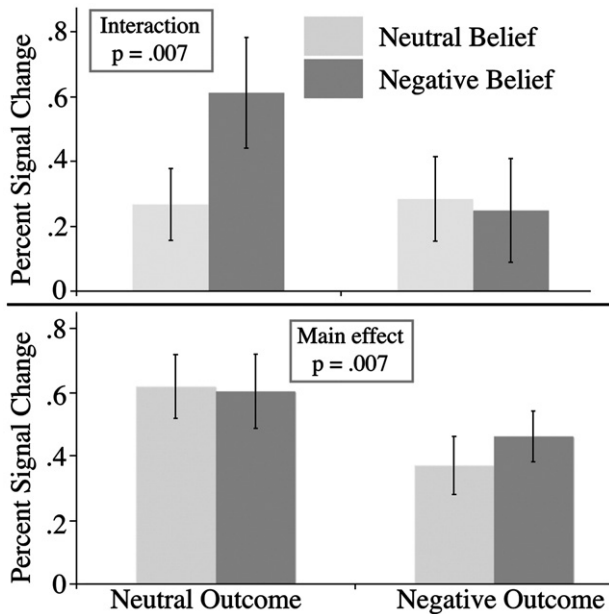 Percent Signal Change
.8
.6
.4
.2
0
Interaction
p = .007
Neutral Belief
Negative Belief
Percent Signal Change
.8
.6
.4
.2
0
Main effect
p = .007
Neutral Outcome
Negative Outcome